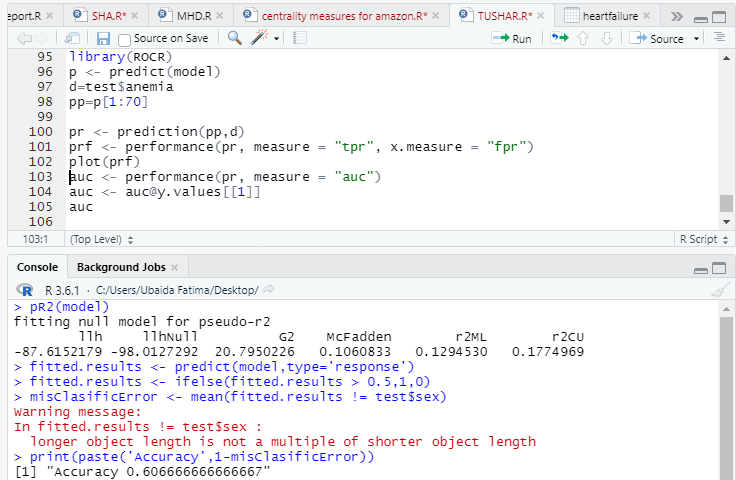 eport.R
SHA.R*
MHD.R
centrality measures for amazon.R*
TUSHAR.R*
heartfailure
Source on Save
Run
Source
95 library(ROCR)
96 p <- predict(model)
97 d=test$anemia
98 pp=p[1:70]
99
100 pr <- prediction(pp,d)
101 prf <- performance(pr, measure = "tpr", x.measure = "fpr")
102 plot(prf)
103 auc <- performance(pr, measure = "auc")
104 auc <- auc@y.values[[1]]
105 auc
106
103:1 (Top Level) R Script
Console Background Jobs
R 3.6.1 · C:/Users/Ubaida Fatima/Desktop/
> pR2(model)
fitting null model for pseudo-r2
llh llhNull G2 McFadden r2ML r2CU
-87.6152179 -98.0127292 20.7950226 0.1060833 0.1294530 0.1774969
> fitted.results <- predict(model,type='response')
> fitted.results <- ifelse(fitted.results > 0.5,1,0)
> misClasificError <- mean(fitted.results != test$sex)
Warning message:
In fitted.results != test$sex :
longer object length is not a multiple of shorter object length
> print(paste('Accuracy',1-misClasificError))
[1] "Accuracy 0.606666666666667"